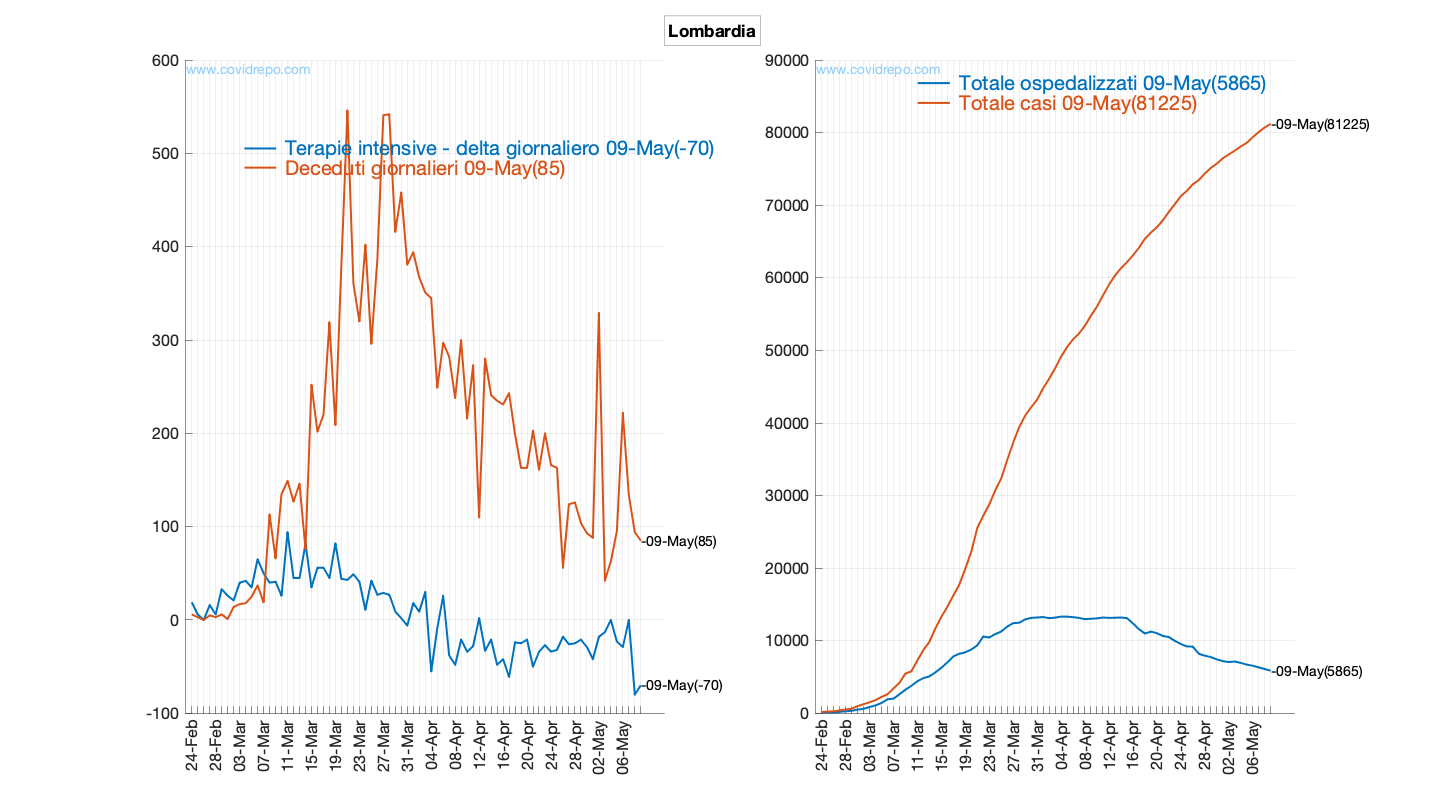 Lombardia
www.covidrepo.com
Terapie intensive - delta giornaliero 09-May(-70)
Deceduti giornalieri 09-May(85)
600
500
400
300
200
100
0
-100
-09-May(85)
-09-May(-70)
24-Feb
28-Feb
03-Mar
07-Mar
11-Mar
15-Mar
19-Mar
23-Mar
27-Mar
31-Mar
04-Apr
08-Apr
12-Apr
16-Apr
20-Apr
24-Apr
28-Apr
02-May
06-May
www.covidrepo.com
Totale ospedalizzati 09-May(5865)
Totale casi 09-May(81225)
90000
80000
70000
60000
50000
40000
30000
20000
10000
0
-09-May(81225)
-09-May(5865)
24-Feb
28-Feb
03-Mar
07-Mar
11-Mar
15-Mar
19-Mar
23-Mar
27-Mar
31-Mar
04-Apr
08-Apr
12-Apr
16-Apr
20-Apr
24-Apr
28-Apr
02-May
06-May